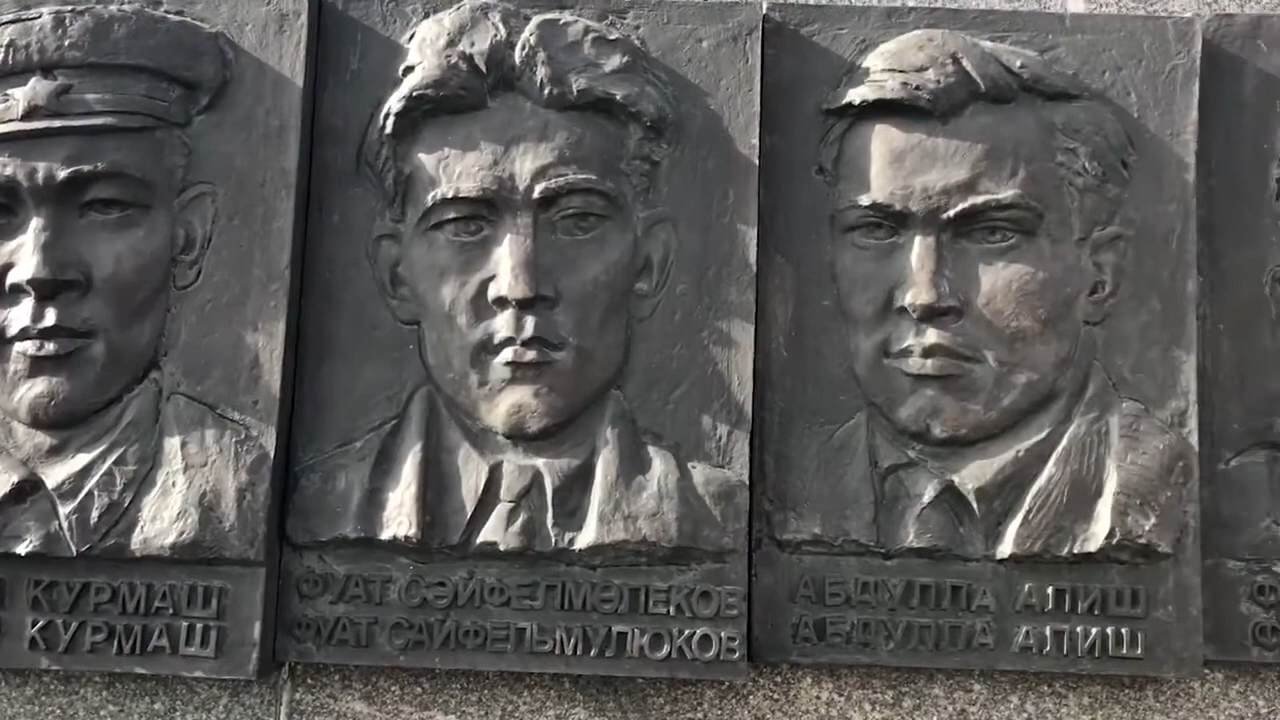 КУРМАШ
КУРМАШ
ФУАТ СӘЙФЕЛМӨЛЕКОВ
ФУАТ САЙФЕЛЬМУЛЮКОВ
АБДУЛЛА АЛИШ
АБДУЛЛА АЛИШ